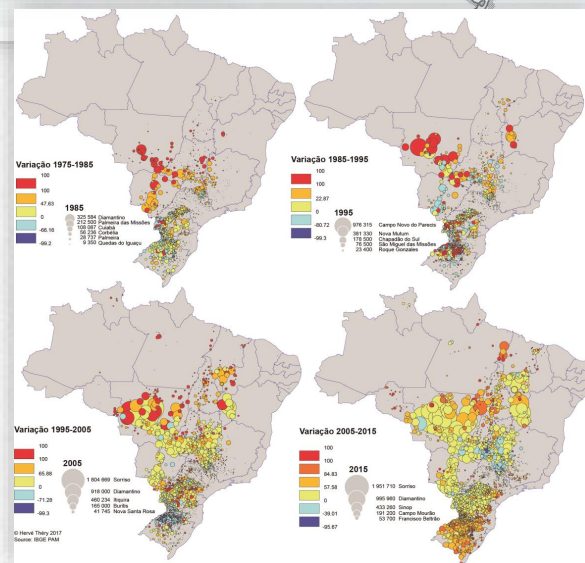 Variação 1975-1985
100
100
47.63
0
-68.16
-99.2
1985
325 584 Diamantino
212 500 Palmeira das Missões
108 087 Cuiabá
56 236 Corbélia
26 737 Palmeira
9 350 Quedas do Iguaçu
Variação 1985-1995
100
100
22.87
0
-80.72
-99.3
1995
976 315 Campo Novo do Parecis
381 330 Nova Mutum
178 500 Chapadão do Sul
76 500 São Miguel das Missões
23 400 Roque Gonzales
Variação 1995-2005
100
100
65.88
0
-71.28
-99.3
2005
1 804 669 Sorriso
918 000 Diamantino
460 234 Itiquira
165 000 Buritis
41 745 Nova Santa Rosa
© Hervé Théry 2017
Source: IBGE PAM
Variação 2005-2015
100
100
84.83
57.58
0
-39.01
-95.67
2015
1 951 710 Sorriso
995 960 Diamantino
433 260 Sinop
191 200 Campo Mourão
53 700 Francisco Beltrão